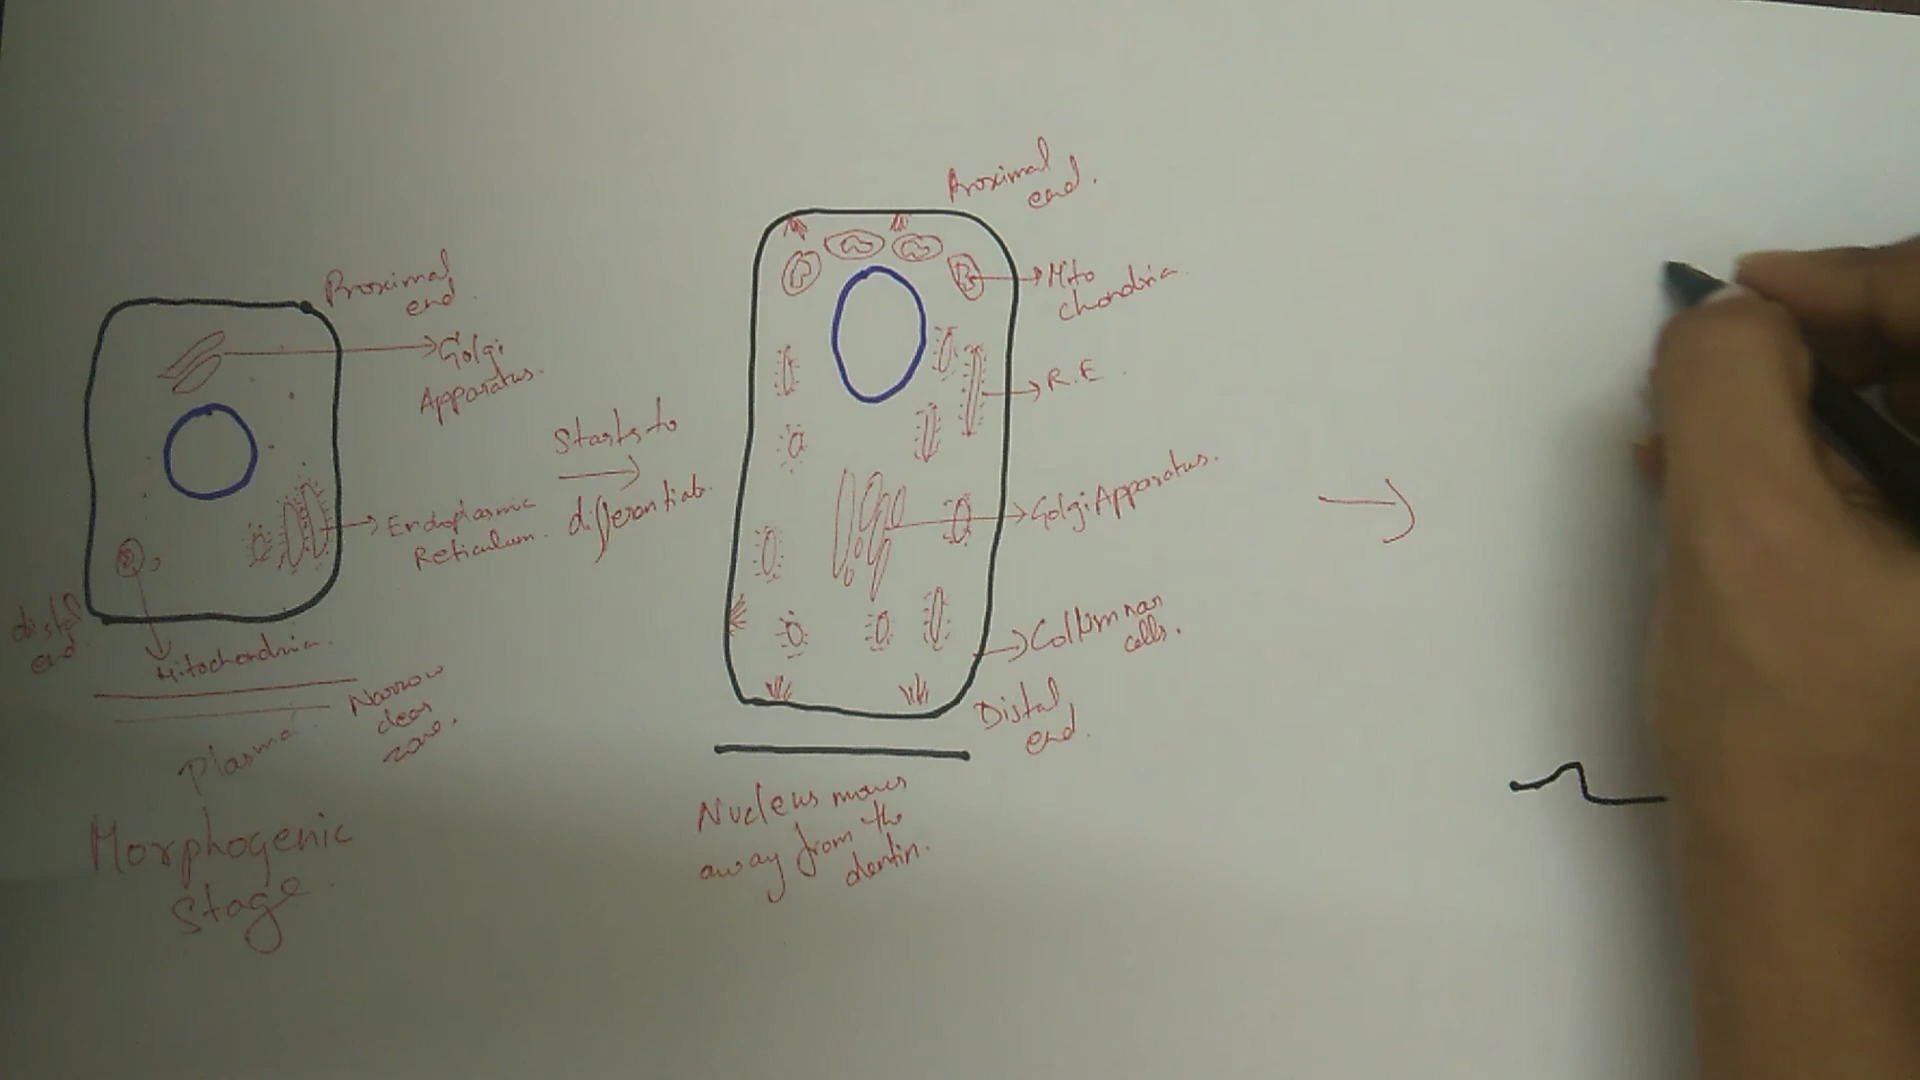 Proximal
end.
Golgi
Apparatus.
Endoplasmic
Reticulum.
distal
end
Mitochondria.
Narrow
clear
zone.
Plasma
Morphogenic
Stage.
Starts to
differentiate.
Proximal
end.
Mito
chondria.
R.E.
Golgi Apparatus.
Collumnar
cells.
Distal
end.
Nucleus moves
away from the
dentin.